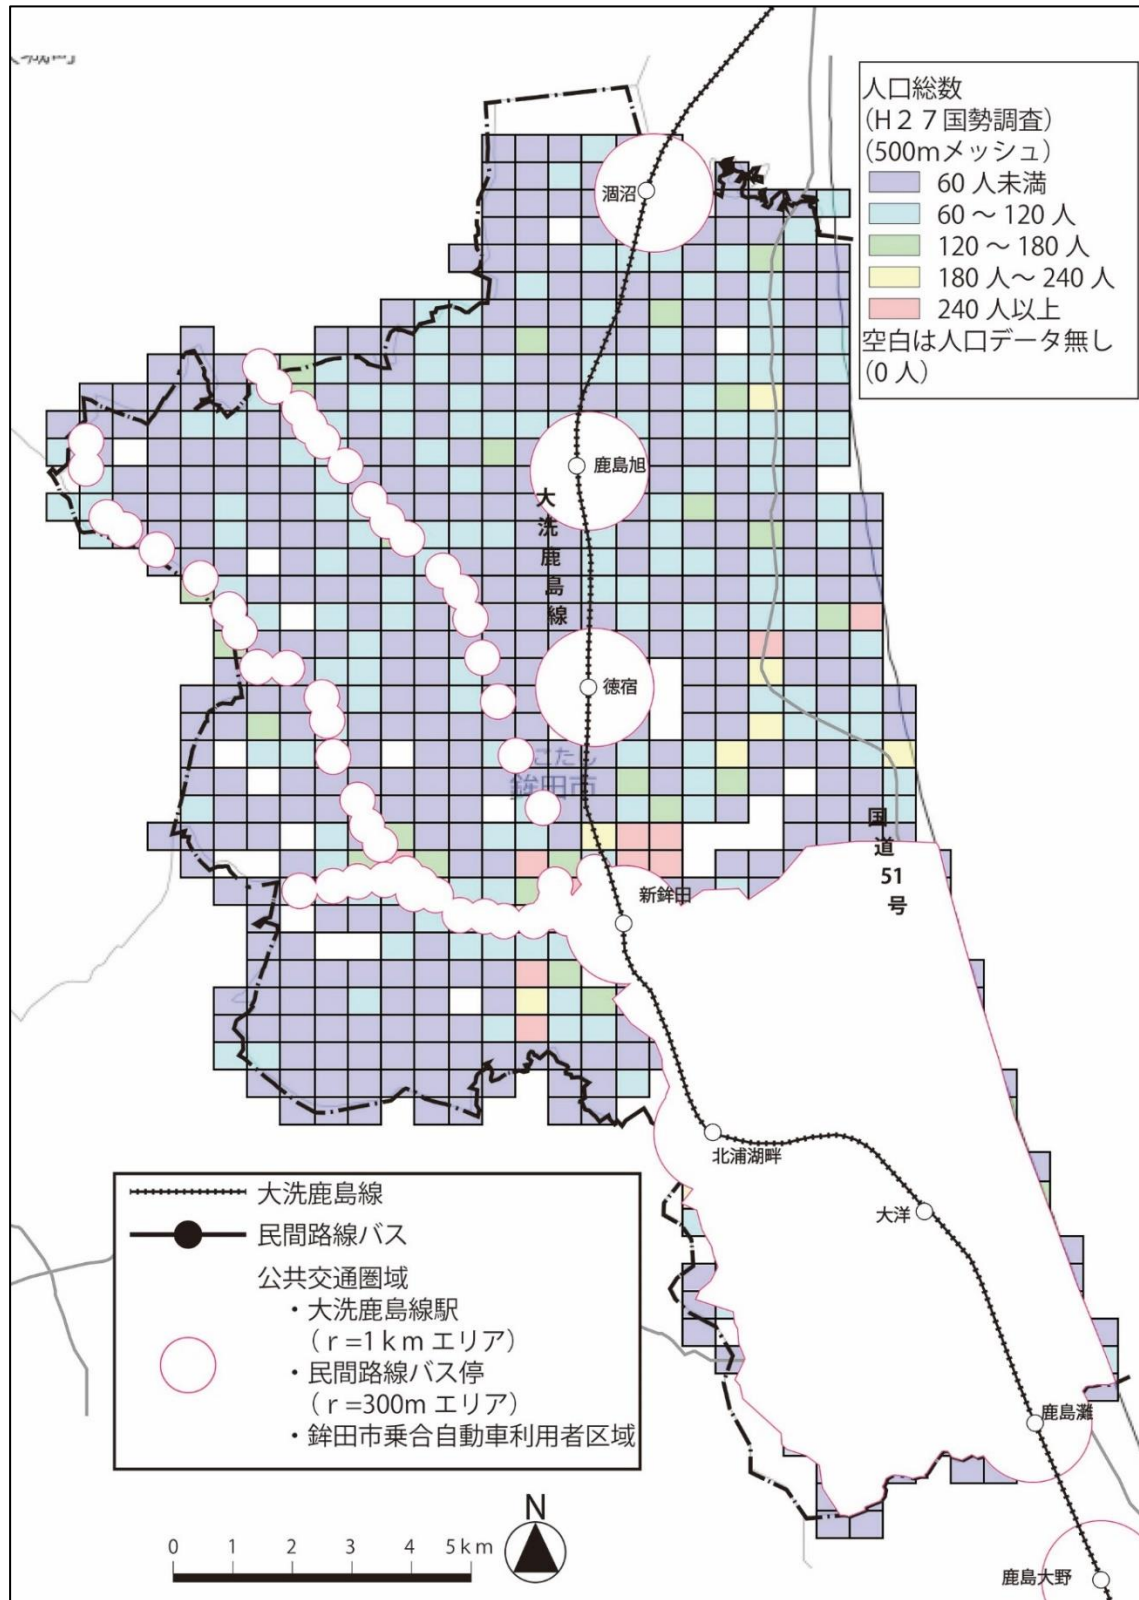 人口総数
(H27国勢調査)
(500mメッシュ)
60人未満
60～120人
120～180人
180人～240人
240人以上
空白は人口データ無し
(0人)
涸沼
鹿島旭
大洗鹿島線
徳宿
こたし
鉾田市
国道51号
新鉾田
北浦湖畔
大洋
鹿島灘
鹿島大野
大洗鹿島線
民間路線バス
公共交通圏域
・大洗鹿島線駅
(r=1kmエリア)
・民間路線バス停
(r=300mエリア)
・鉾田市乗合自動車利用者区域
N
0 1 2 3 4 5km